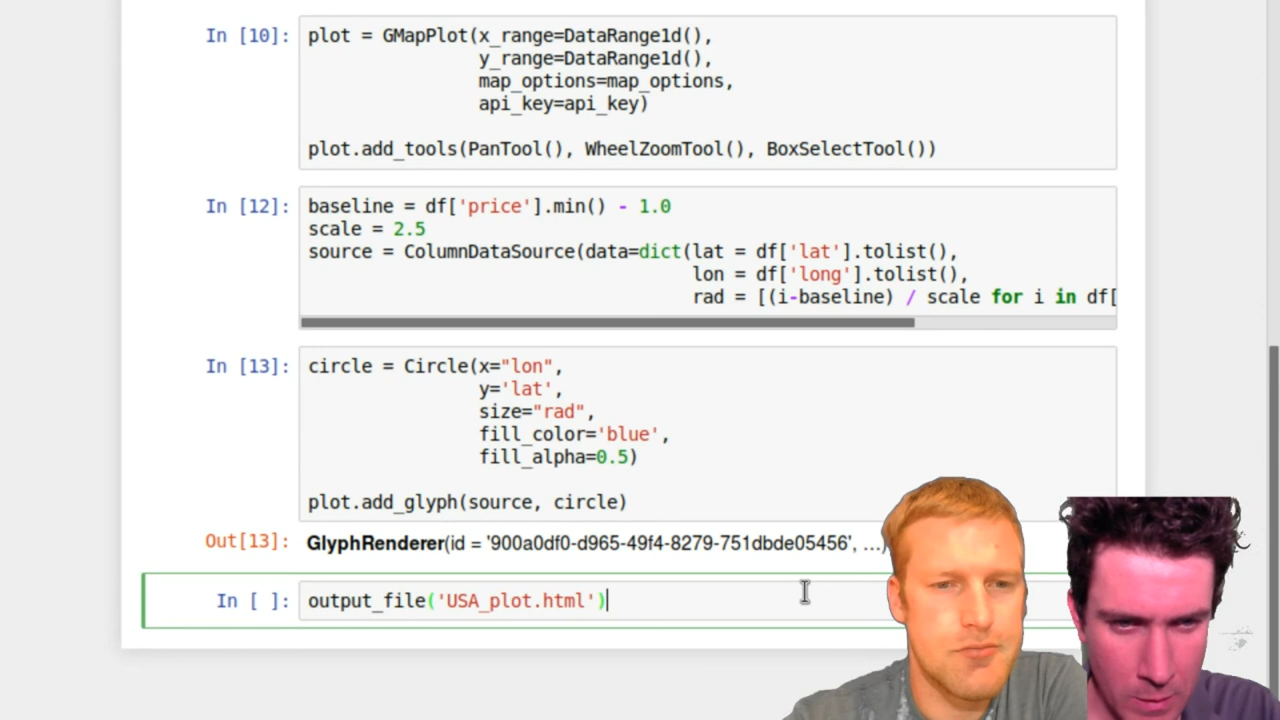 In [10]: plot = GMapPlot(x_range=DataRange1d(),
y_range=DataRange1d(),
map_options=map_options,
api_key=api_key)
plot.add_tools(PanTool(), WheelZoomTool(), BoxSelectTool())
In [12]: baseline = df['price'].min() - 1.0
scale = 2.5
source = ColumnDataSource(data=dict(lat = df['lat'].tolist(),
lon = df['long'].tolist(),
rad = [(i-baseline) / scale for i in df[
In [13]: circle = Circle(x="lon",
y='lat',
size="rad",
fill_color='blue',
fill_alpha=0.5)
plot.add_glyph(source, circle)
Out[13]: GlyphRenderer(id = '900a0df0-d965-49f4-8279-751dbde05456', ...)
In [ ]: output_file('USA_plot.html')